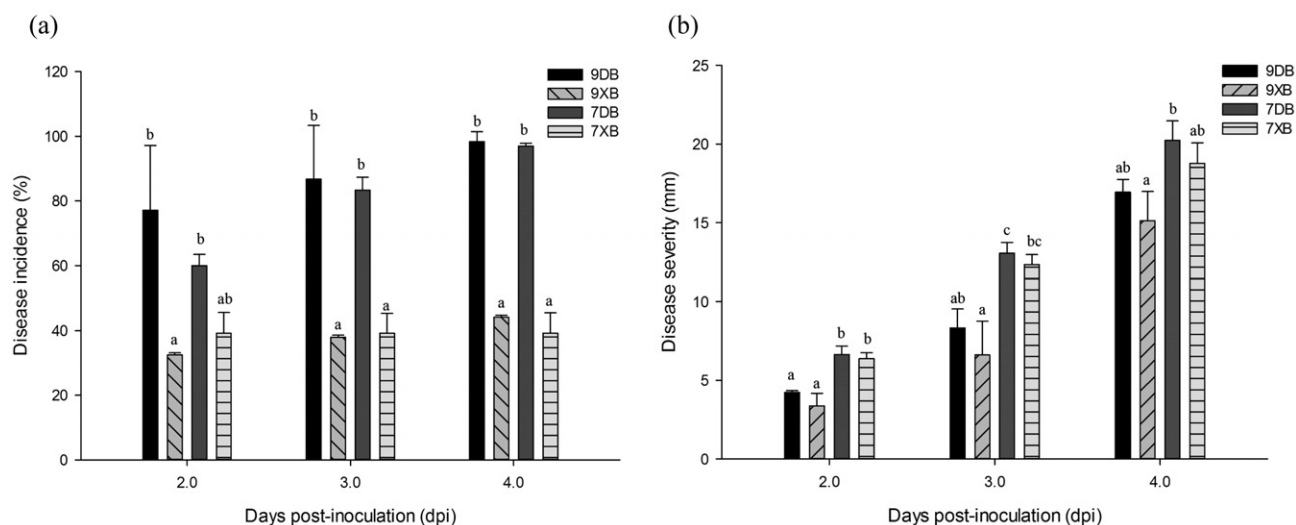 (a)
120
100
80
60
40
20
0
Disease incidence (%)
9DB
9XB
7DB
7XB
b
a
b
ab
b
a
b
a
b
a
b
a
2.0
3.0
4.0
Days post-inoculation (dpi)
(b)
25
20
15
10
5
0
Disease severity (mm)
9DB
9XB
7DB
7XB
a
a
b
b
ab
a
c
bc
ab
a
b
ab
2.0
3.0
4.0
Days post-inoculation (dpi)